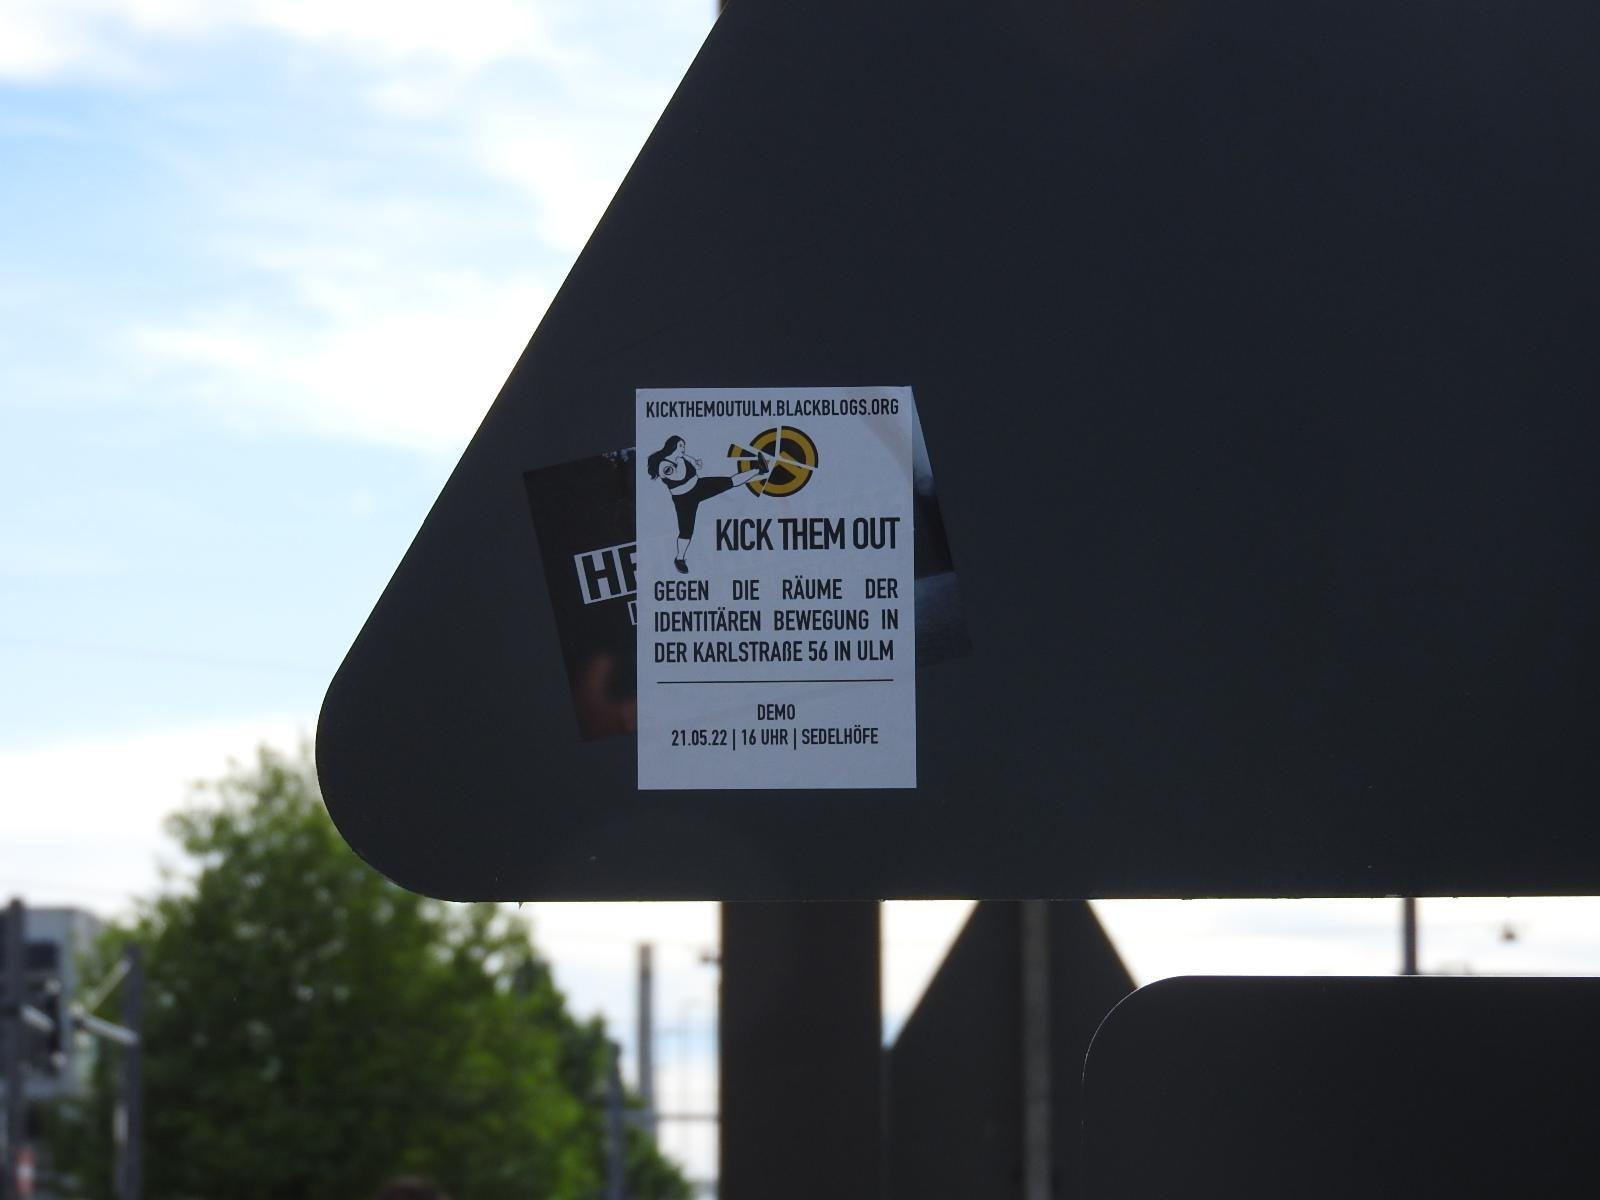 KICKTHEMOUTULM.BLACKBLOGS.ORG
KICK THEM OUT
GEGEN DIE RÄUME DER
IDENTITÄREN BEWEGUNG IN
DER KARLSTRAßE 56 IN ULM
DEMO
21.05.22 | 16 UHR | SEDELHÖFE